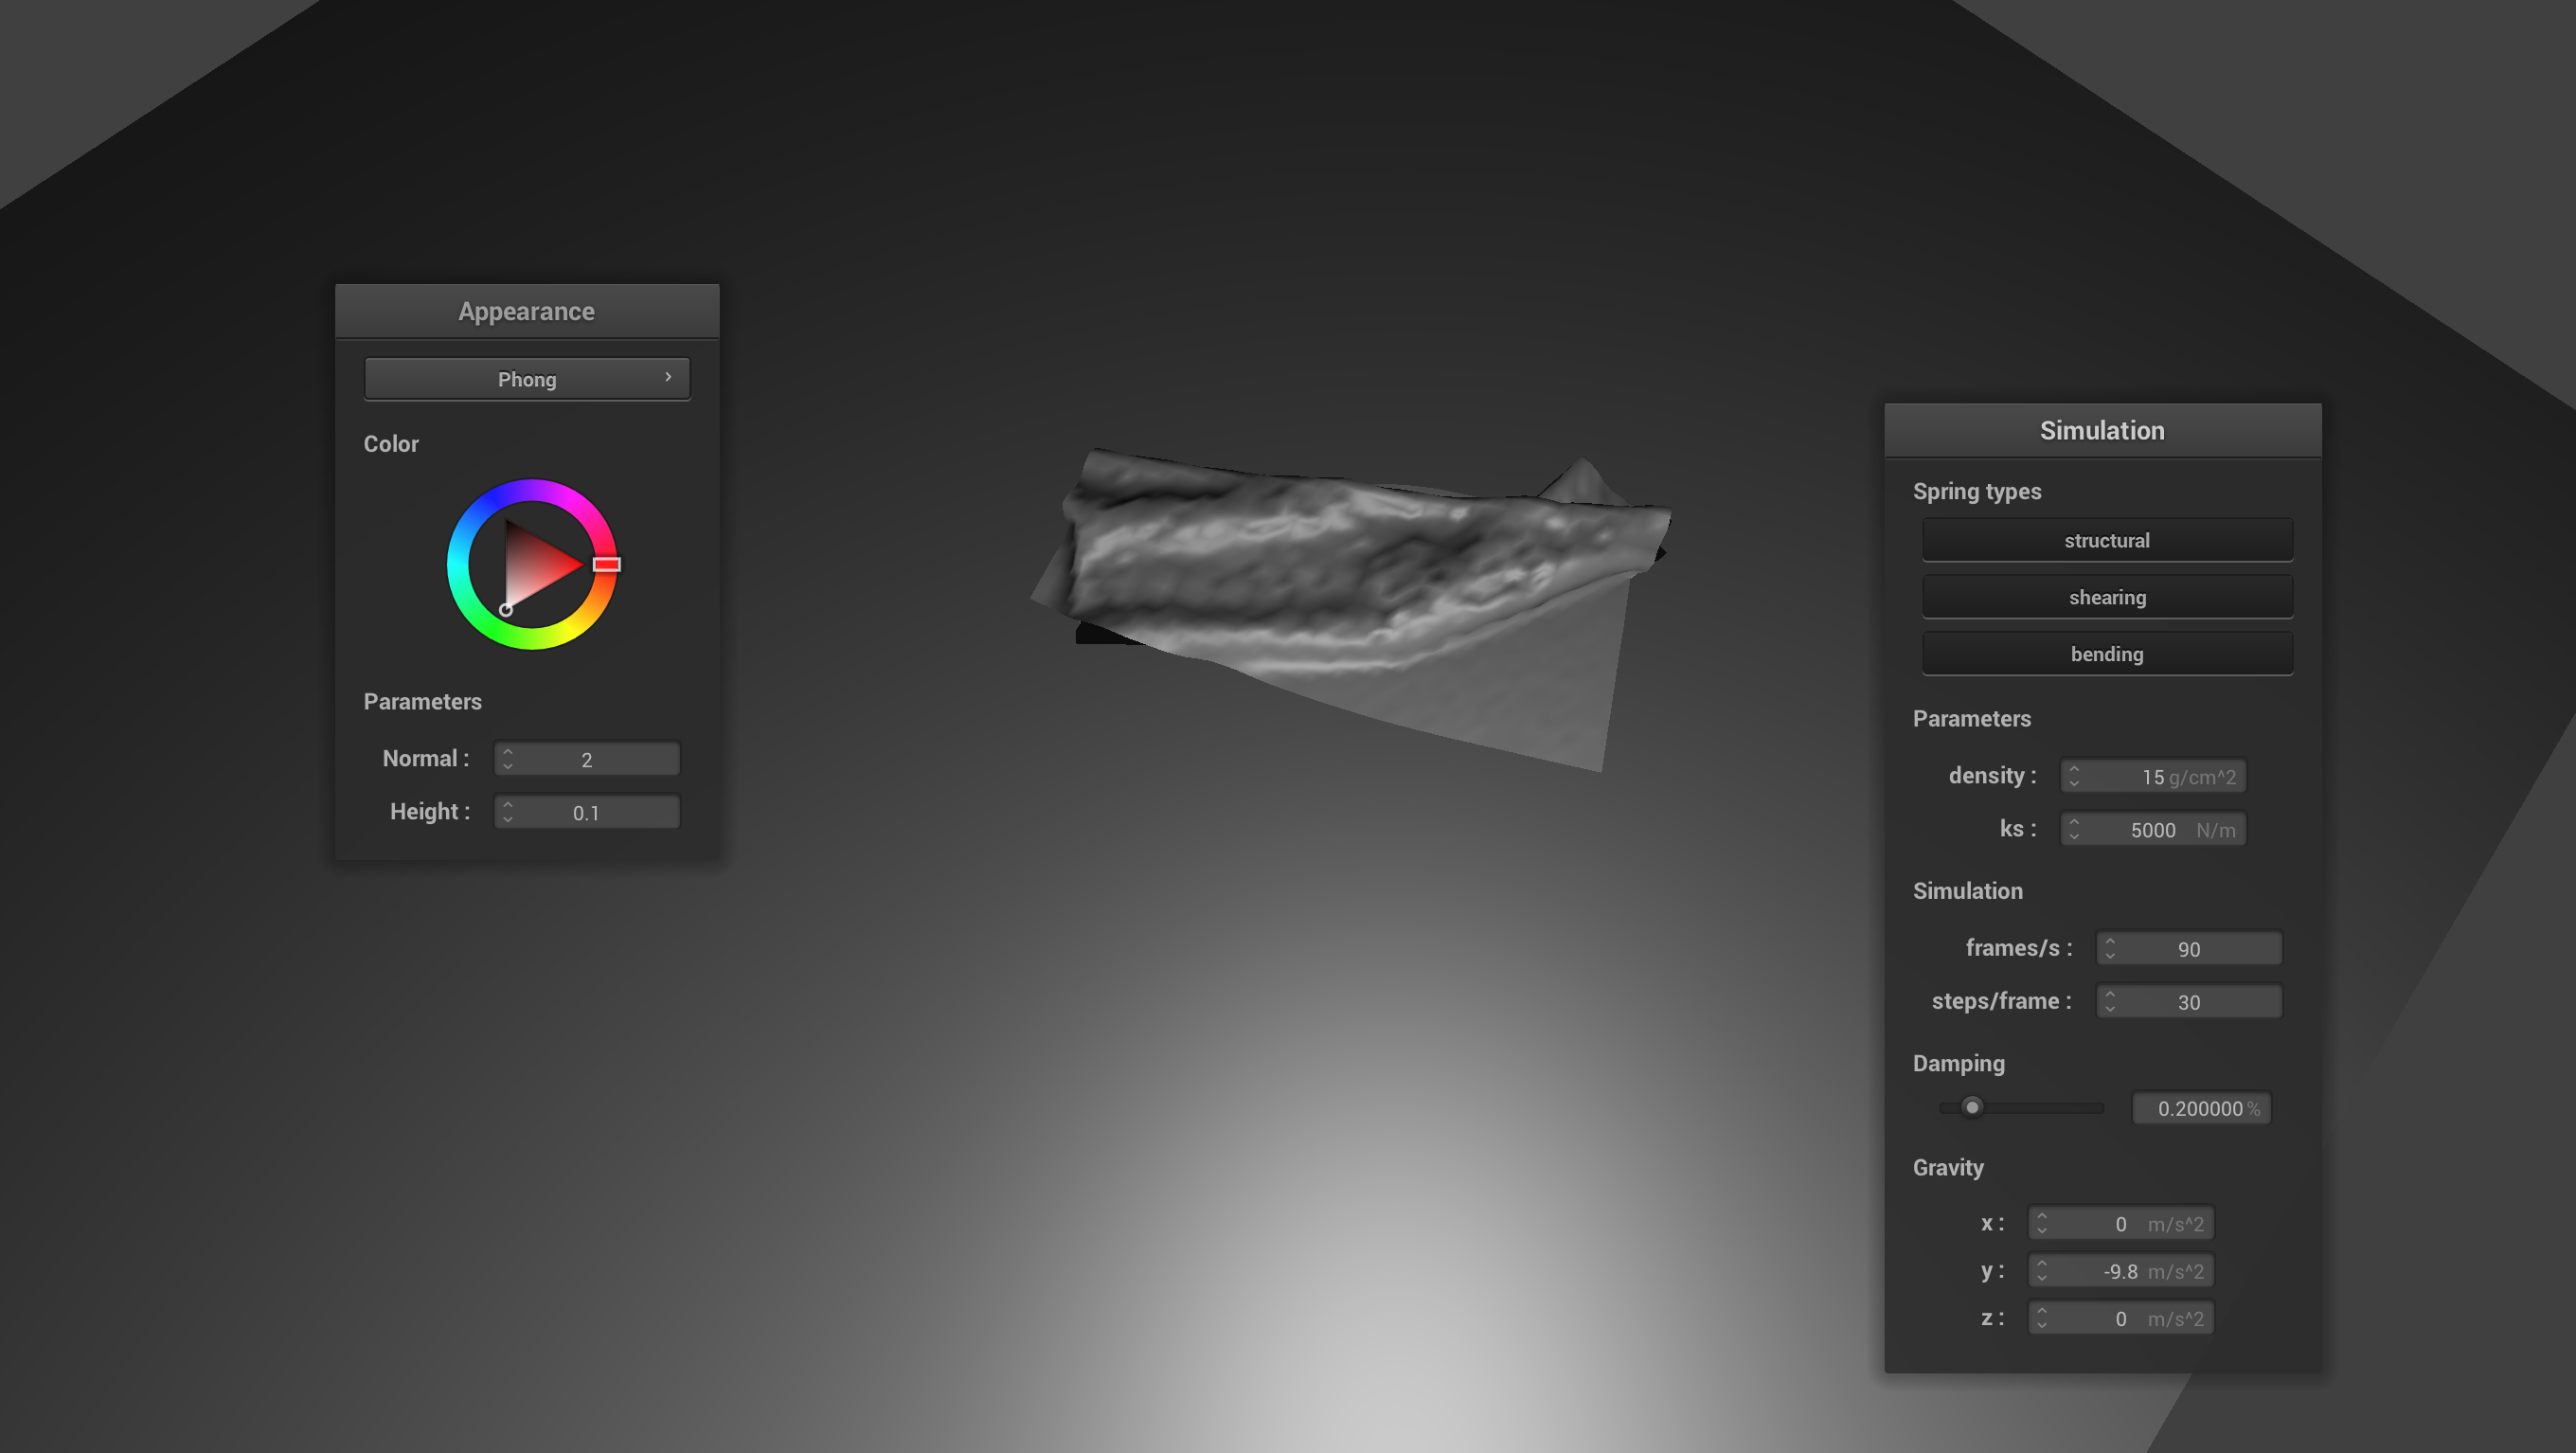 Appearance
Phong
Color
Parameters
Normal : 2
Height : 0.1
Simulation
Spring types
structural
shearing
bending
Parameters
density : 15 g/cm^2
ks : 5000 N/m
Simulation
frames/s : 90
steps/frame : 30
Damping
0.200000 %
Gravity
x : 0 m/s^2
y : -9.8 m/s^2
z : 0 m/s^2